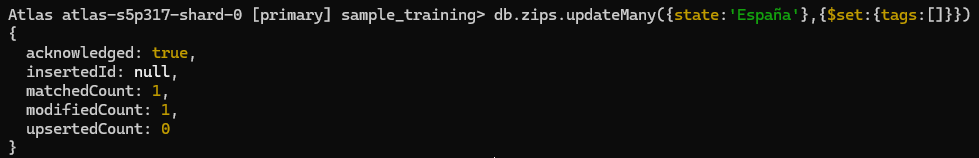 Atlas atlas-s5p317-shard-0 [primary] sample_training> db.zips.updateMany({state:'España'},{$set:{tags:[]}})
{
  acknowledged: true,
  insertedId: null,
  matchedCount: 1,
  modifiedCount: 1,
  upsertedCount: 0
}